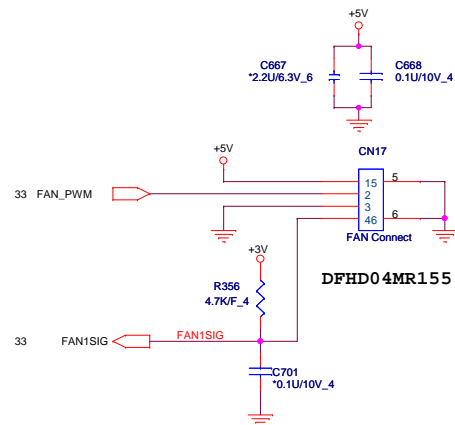 +5V
C667
*2.2U/6.3V_6
C668
0.1U/10V_4
CN17
+5V
15
5
33 FAN_PWM
2
3
46
6
FAN Connect
+3V
DFHD04MR155
R356
4.7K/F_4
33 FAN1SIG
FAN1SIG
C701
*0.1U/10V_4